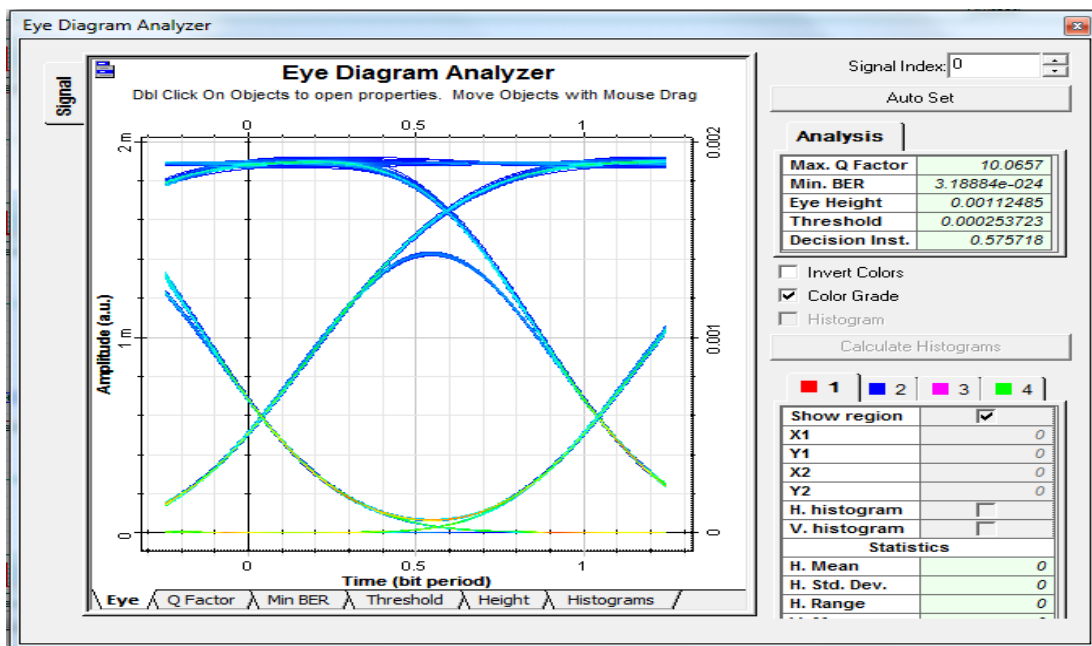 Eye Diagram Analyzer
Signal
Eye Diagram Analyzer
Dbl Click On Objects to open properties. Move Objects with Mouse Drag
0 0.5 1
2 m
1 m
0
Amplitude (a.u.)
0.002
0.001
0
0 0.5 1
Time (bit period)
Eye Q Factor Min BER Threshold Height Histograms
Signal Index: 0
Auto Set
Analysis
Max. Q Factor 10.0657
Min. BER 3.18884e-024
Eye Height 0.00112485
Threshold 0.000253723
Decision Inst. 0.575718
Invert Colors
Color Grade
Histogram
Calculate Histograms
1 2 3 4
Show region
X1 0
Y1 0
X2 0
Y2 0
H. histogram
V. histogram
Statistics
H. Mean 0
H. Std. Dev. 0
H. Range 0